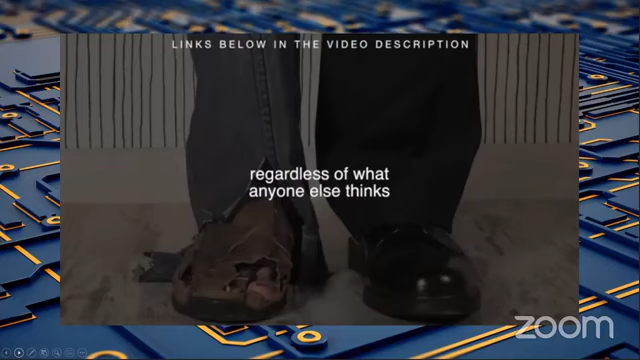 LINKS BELOW IN THE VIDEO DESCRIPTION
regardless of what
anyone else thinks
zoom